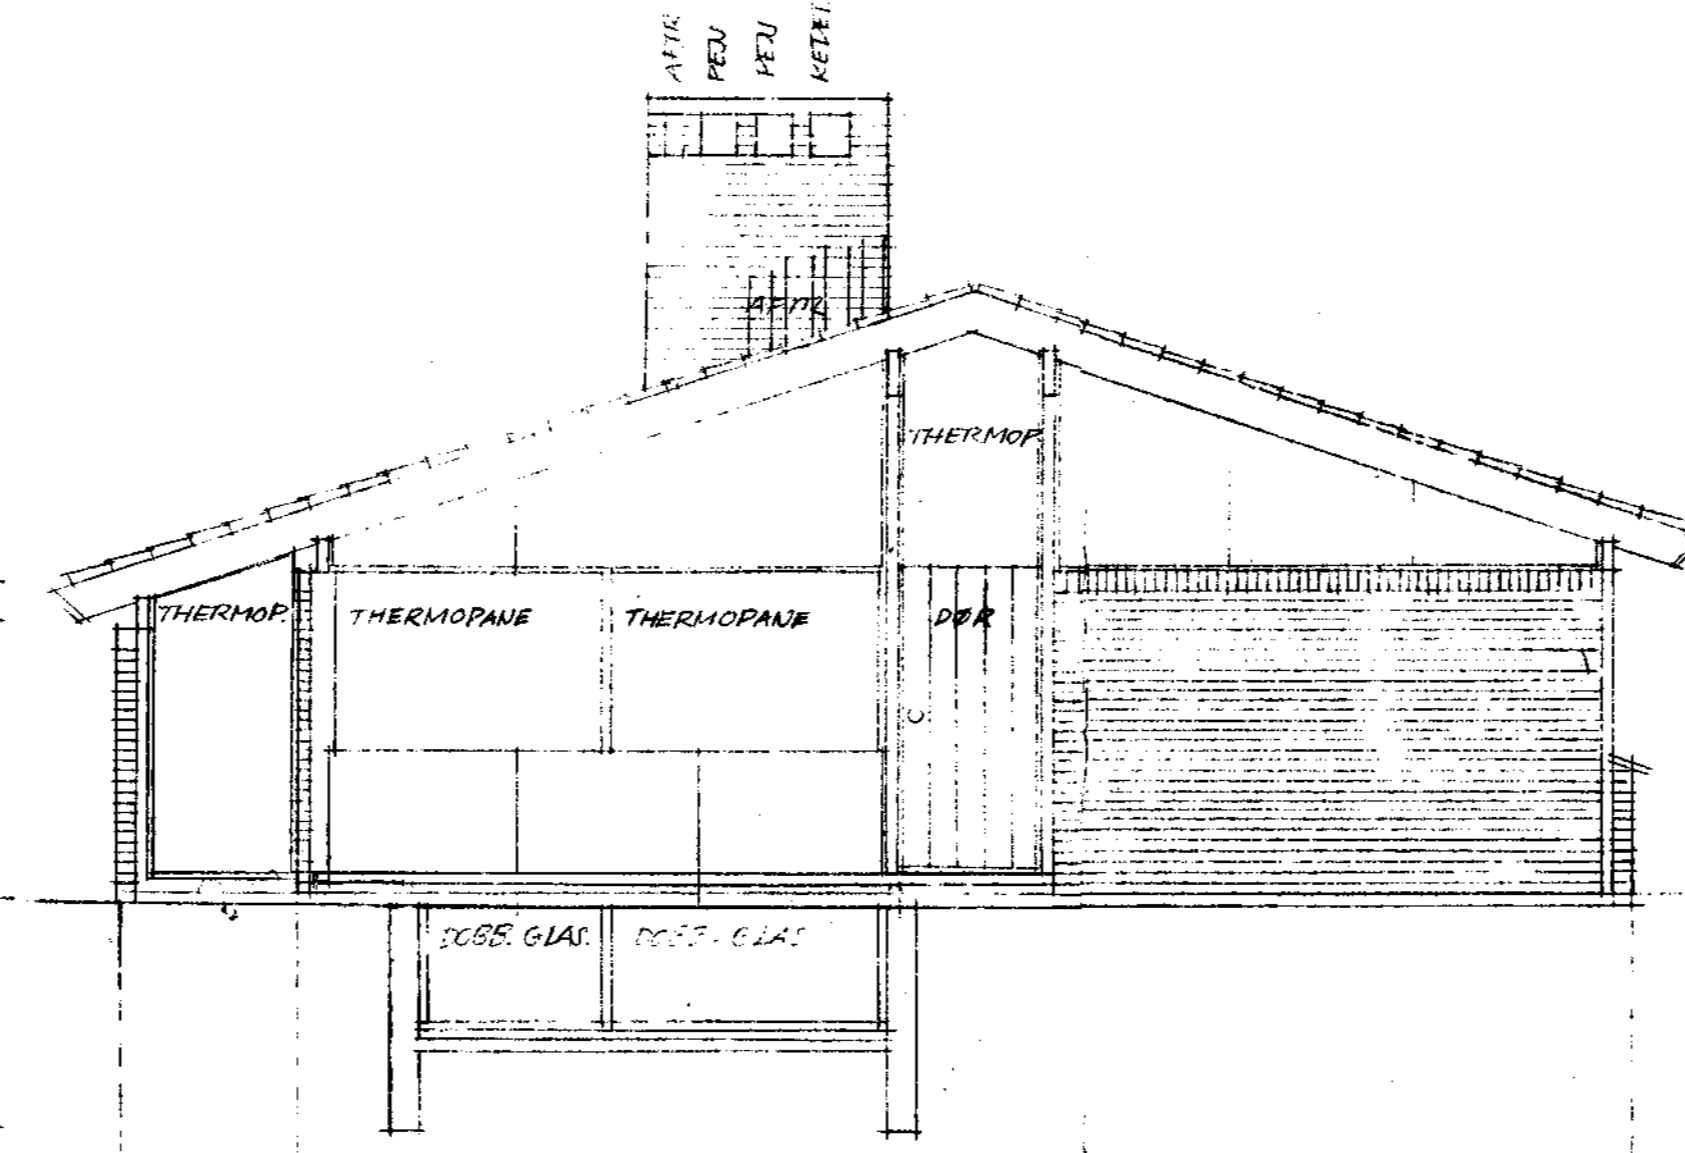 AFTR.
PEJS
PEJS
KEDEL
AFTR.
THERMOP.
THERMOP.
THERMOPANE
THERMOPANE
DØR
DOBB. GLAS.
DOBB. GLAS